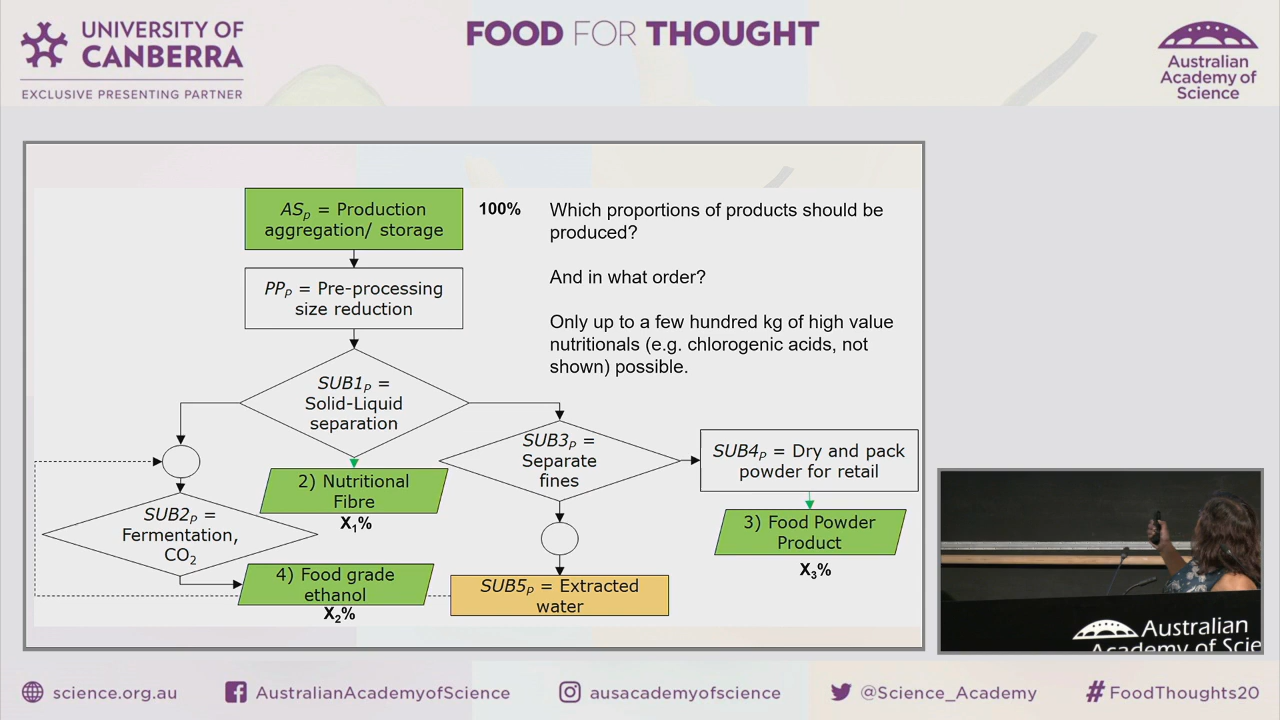 UNIVERSITY OF
CANBERRA
EXCLUSIVE PRESENTING PARTNER
FOOD FOR THOUGHT
Australian
Academy of
Science
ASp = Production
aggregation/ storage
100%
Which proportions of products should be
produced?
And in what order?
Only up to a few hundred kg of high value
nutritionals (e.g. chlorogenic acids, not
shown) possible.
PPp = Pre-processing
size reduction
SUB1p =
Solid-Liquid
separation
SUB3p =
Separate
fines
SUB4p = Dry and pack
powder for retail
2) Nutritional
Fibre
X1%
SUB2p =
Fermentation,
CO2
3) Food Powder
Product
X3%
4) Food grade
ethanol
X2%
SUB5p = Extracted
water
Australian
Academy of Scie
science.org.au
AustralianAcademyofScience
ausacademyofscience
@Science_Academy
#FoodThoughts20